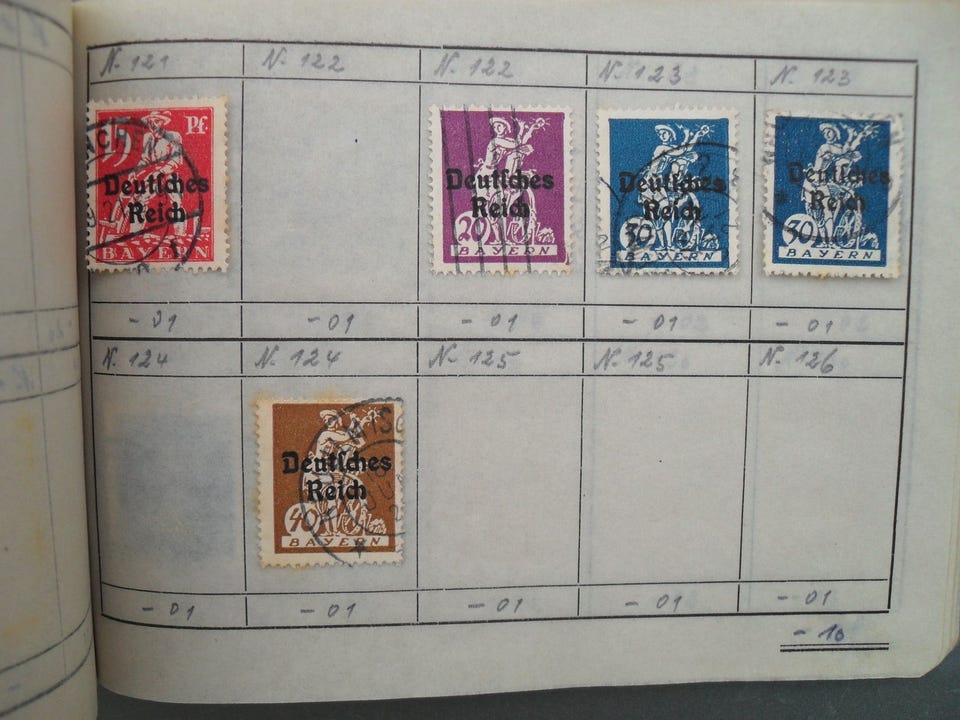 N. 121 N. 122 N. 122 N. 123 N. 123
15 Pf.
Deutsches
Reich
BAYERN
Deutsches
Reich
20
BAYERN
Deutsches
Reich
30
BAYERN
Deutsches
Reich
30
BAYERN
-01 -01 -01 -01 -01
N. 124 N. 124 N. 125 N. 125 N. 126
Deutsches
Reich
40
BAYERN
-01 -01 -01 -01 -01
-10